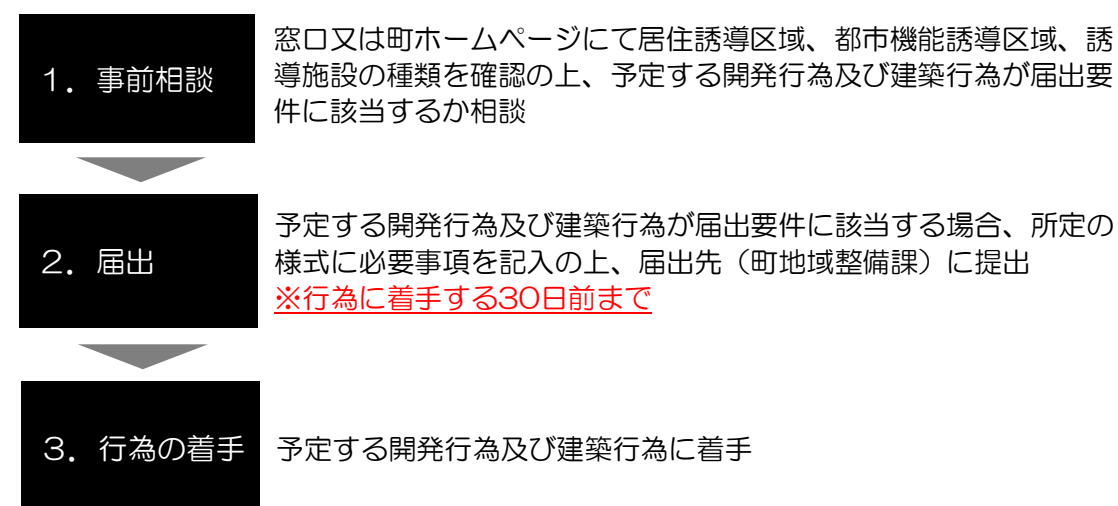 1．事前相談
窓口又は町ホームページにて居住誘導区域、都市機能誘導区域、誘
導施設の種類を確認の上、予定する開発行為及び建築行為が届出要
件に該当するか相談
2．届出
予定する開発行為及び建築行為が届出要件に該当する場合、所定の
様式に必要事項を記入の上、届出先（町地域整備課）に提出
※行為に着手する30日前まで
3．行為の着手
予定する開発行為及び建築行為に着手